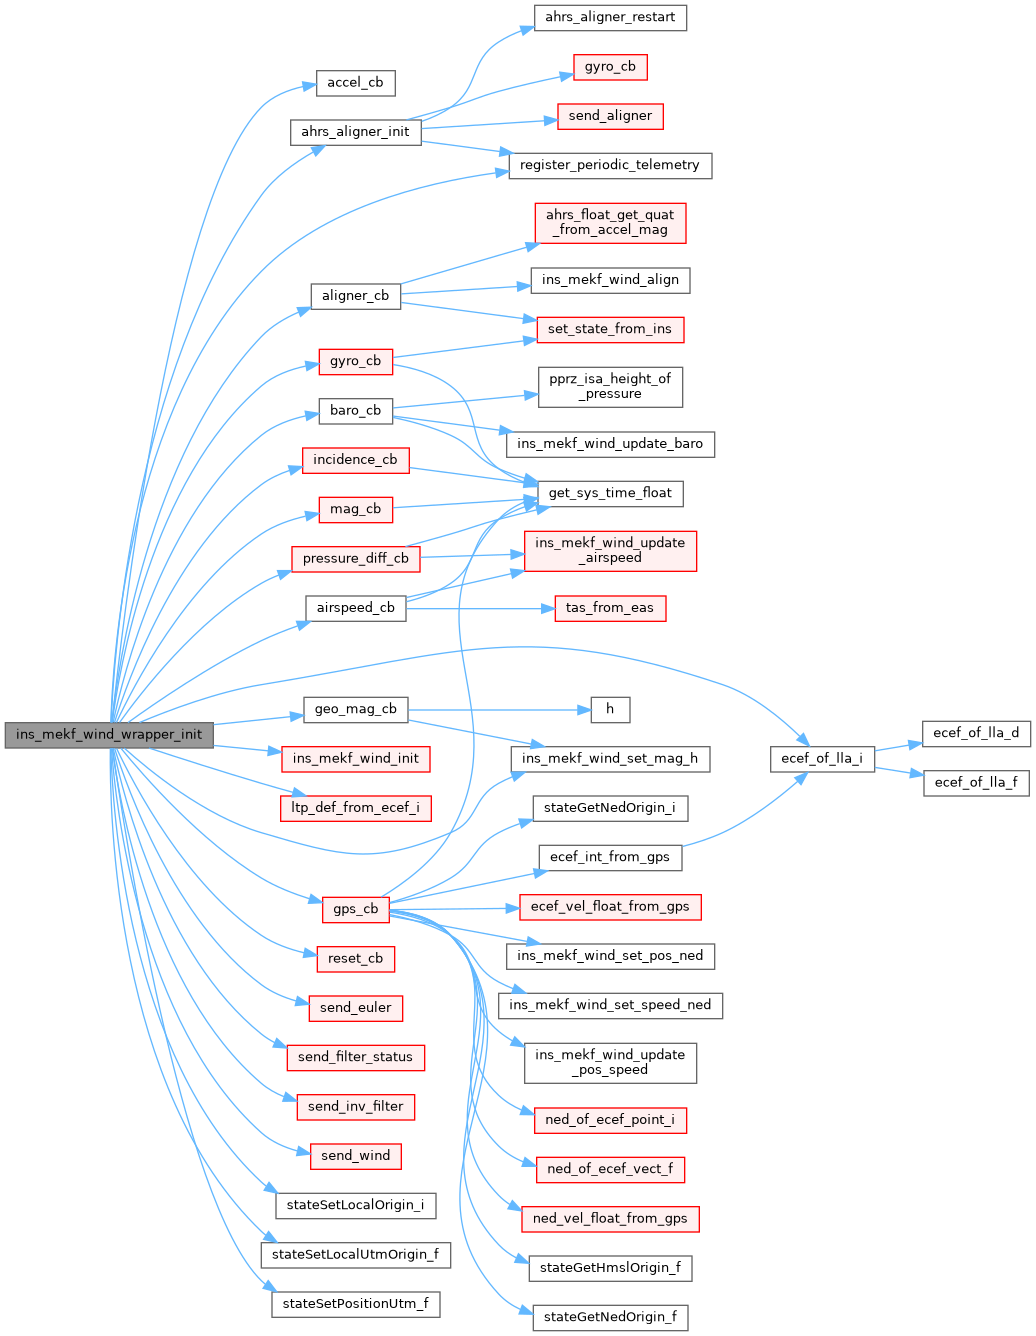 ins_mekf_wind_wrapper_init
accel_cb
ahrs_aligner_init
aligner_cb
gyro_cb
baro_cb
incidence_cb
mag_cb
pressure_diff_cb
airspeed_cb
geo_mag_cb
ins_mekf_wind_init
ltp_def_from_ecef_i
gps_cb
reset_cb
send_euler
send_filter_status
send_inv_filter
send_wind
stateSetLocalOrigin_i
stateSetLocalUtmOrigin_f
stateSetPositionUtm_f
ahrs_aligner_restart
gyro_cb
send_aligner
register_periodic_telemetry
ahrs_float_get_quat
_from_accel_mag
ins_mekf_wind_align
set_state_from_ins
pprz_isa_height_of
_pressure
ins_mekf_wind_update_baro
get_sys_time_float
ins_mekf_wind_update
_airspeed
tas_from_eas
h
ins_mekf_wind_set_mag_h
stateGetNedOrigin_i
ecef_int_from_gps
ecef_vel_float_from_gps
ins_mekf_wind_set_pos_ned
ins_mekf_wind_set_speed_ned
ins_mekf_wind_update
_pos_speed
ned_of_ecef_point_i
ned_of_ecef_vect_f
ned_vel_float_from_gps
stateGetHmslOrigin_f
stateGetNedOrigin_f
ecef_of_lla_i
ecef_of_lla_d
ecef_of_lla_f